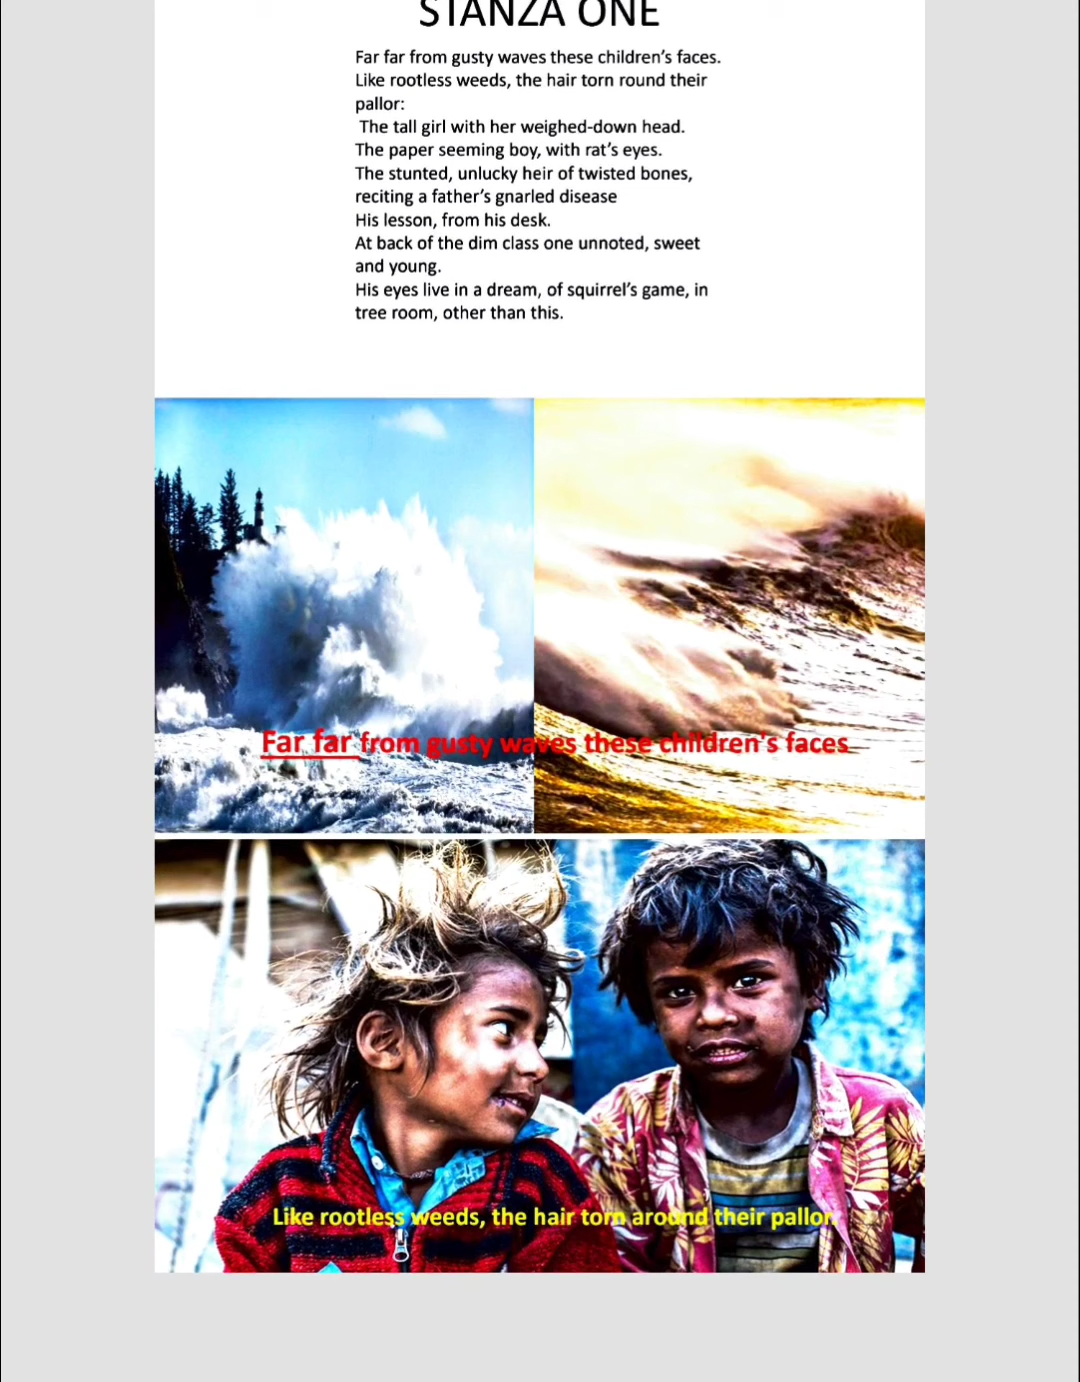 STANZA ONE
Far far from gusty waves these children's faces.
Like rootless weeds, the hair torn round their
pallor:
The tall girl with her weighed-down head.
The paper seeming boy, with rat's eyes.
The stunted, unlucky heir of twisted bones,
reciting a father's gnarled disease
His lesson, from his desk.
At back of the dim class one unnoted, sweet
and young.
His eyes live in a dream, of squirrel's game, in
tree room, other than this.
Far far from gusty waves these children's faces
Like rootless weeds, the hair torn around their pallor.